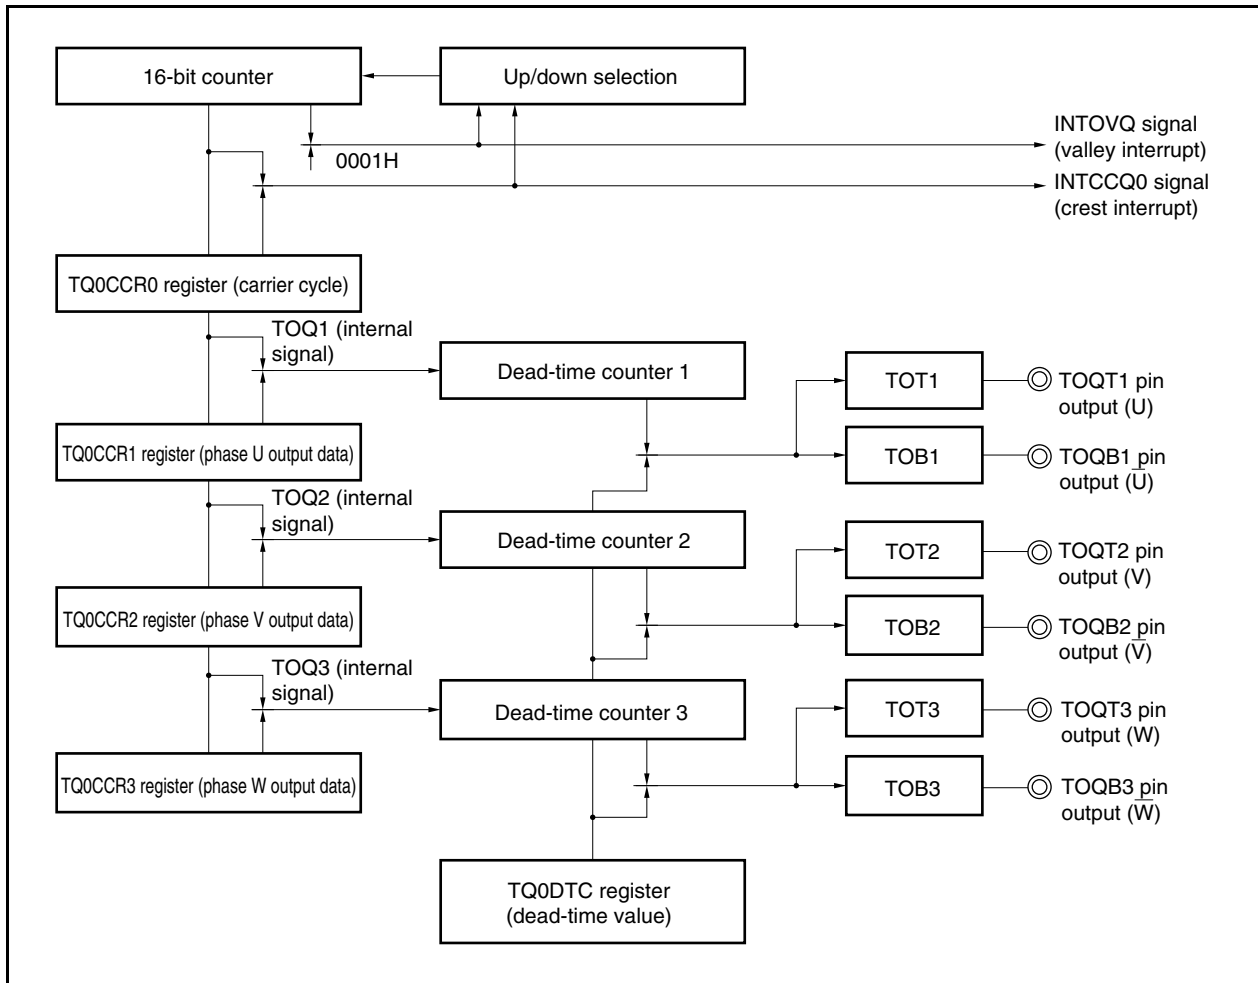 16-bit counter
Up/down selection
0001H
INTOVQ signal
(valley interrupt)
INTCCQ0 signal
(crest interrupt)
TQ0CCR0 register (carrier cycle)
TOQ1 (internal
signal)
Dead-time counter 1
TOT1
TOQT1 pin
output (U)
TQ0CCR1 register (phase U output data)
TOB1
TOQB1 pin
output (U̅)
TOQ2 (internal
signal)
Dead-time counter 2
TOT2
TOQT2 pin
output (V)
TQ0CCR2 register (phase V output data)
TOB2
TOQB2 pin
output (V̅)
TOQ3 (internal
signal)
Dead-time counter 3
TOT3
TOQT3 pin
output (W)
TQ0CCR3 register (phase W output data)
TOB3
TOQB3 pin
output (W̅)
TQ0DTC register
(dead-time value)